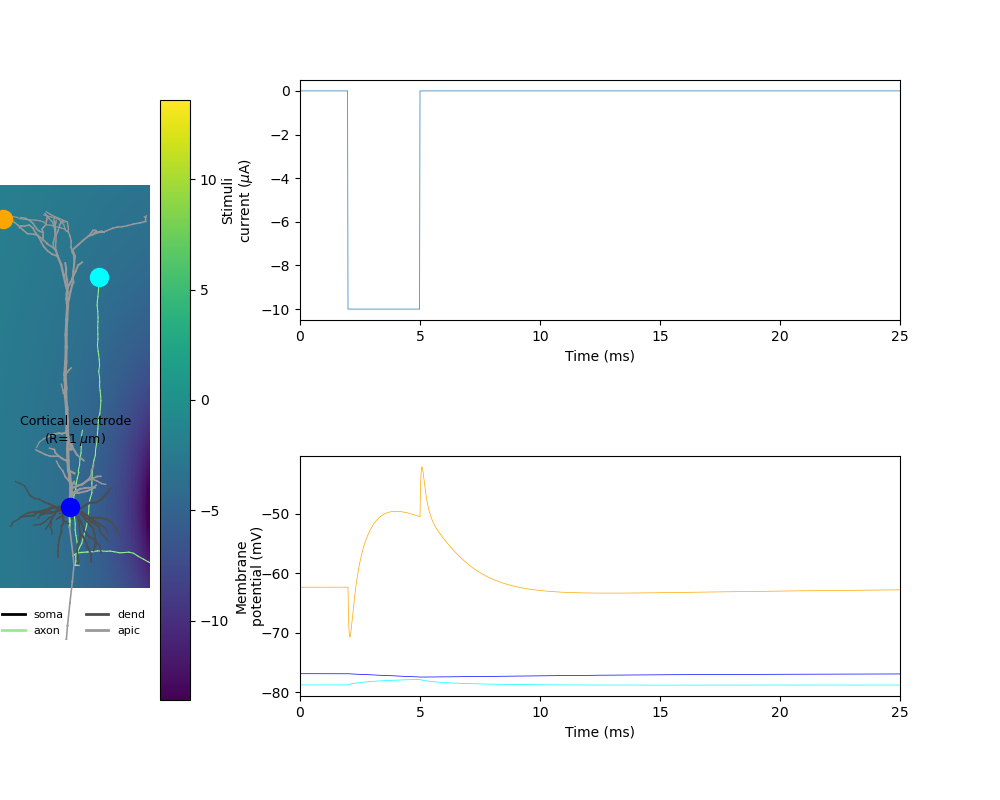 Cortical electrode
(R=1 μm)
soma
dend
axon
apic
10
5
0
−5
−10
Stimuli
current (μA)
0
−2
−4
−6
−8
−10
0
5
10
15
20
25
Time (ms)
Membrane
potential (mV)
−50
−60
−70
−80
0
5
10
15
20
25
Time (ms)